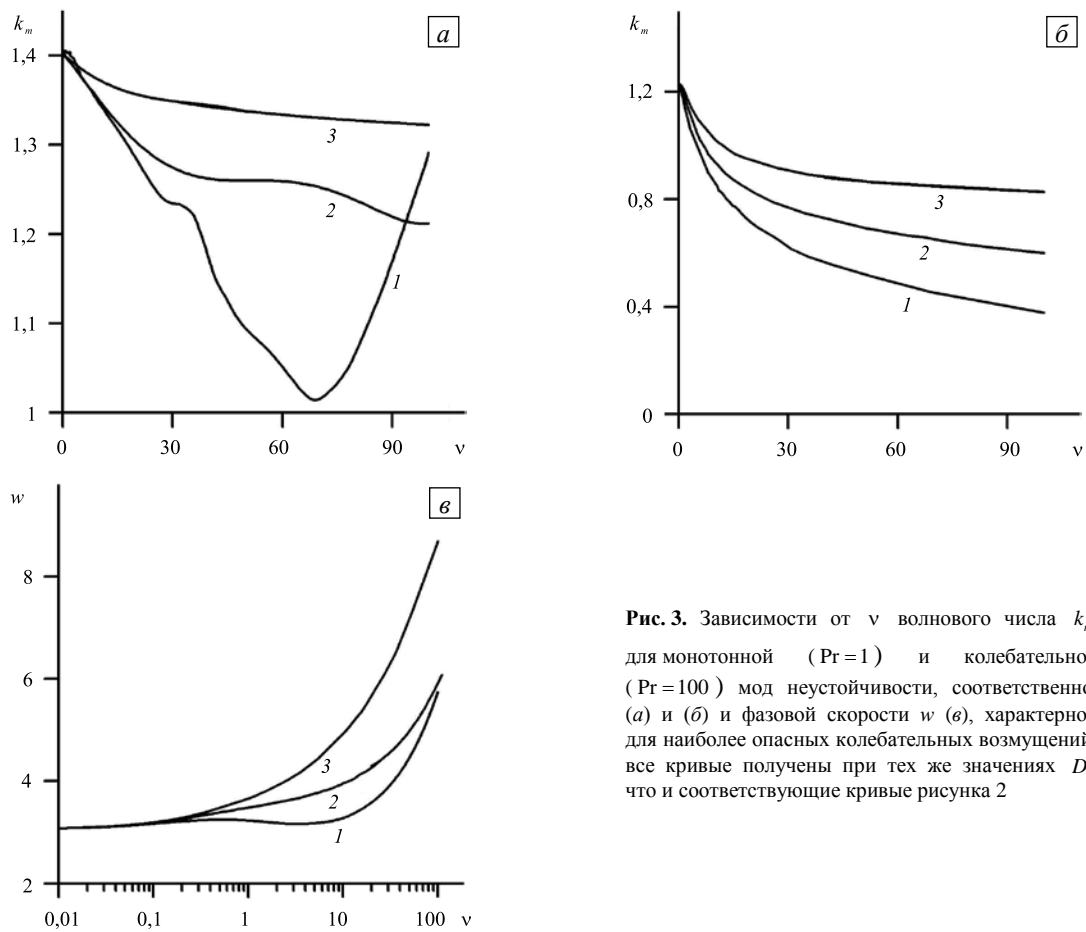 k_m
а
1,4
1,3
1,2
1,1
1
0
30
60
90
ν
3
2
1
k_m
б
1,2
0,8
0,4
0
0
30
60
90
ν
3
2
1
w
в
8
6
4
2
0,01
0,1
1
10
100
ν
3
2
1
Рис. 3. Зависимости от ν волнового числа k
для монотонной (Pr = 1) и колебательно
(Pr = 100) мод неустойчивости, соответственно
(а) и (б) и фазовой скорости w (в), характерно
для наиболее опасных колебательных возмущений
все кривые получены при тех же значениях D
что и соответствующие кривые рисунка 2